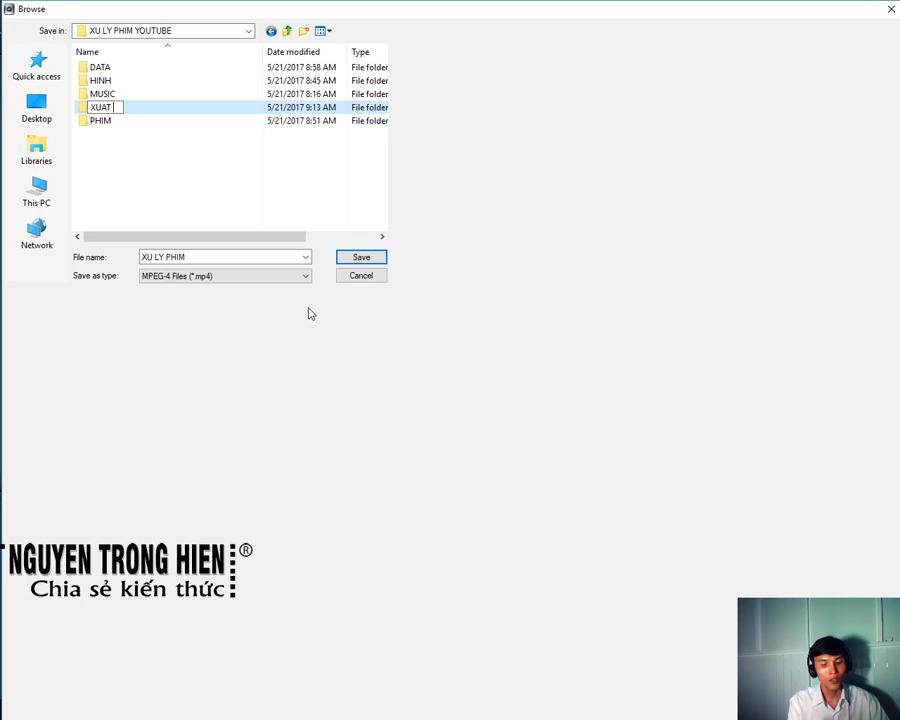 Browse
Save in: XU LY PHIM YOUTUBE
Name Date modified Type
DATA 5/21/2017 8:58 AM File folder
HINH 5/21/2017 8:45 AM File folder
MUSIC 5/21/2017 8:16 AM File folder
XUAT 5/21/2017 9:13 AM File folder
PHIM 5/21/2017 8:51 AM File folder
Quick access
Desktop
Libraries
This PC
Network
File name: XU LY PHIM Save
Save as type: MPEG-4 Files (*.mp4) Cancel
NGUYEN TRONG HIEN ®
Chia sẻ kiến thức